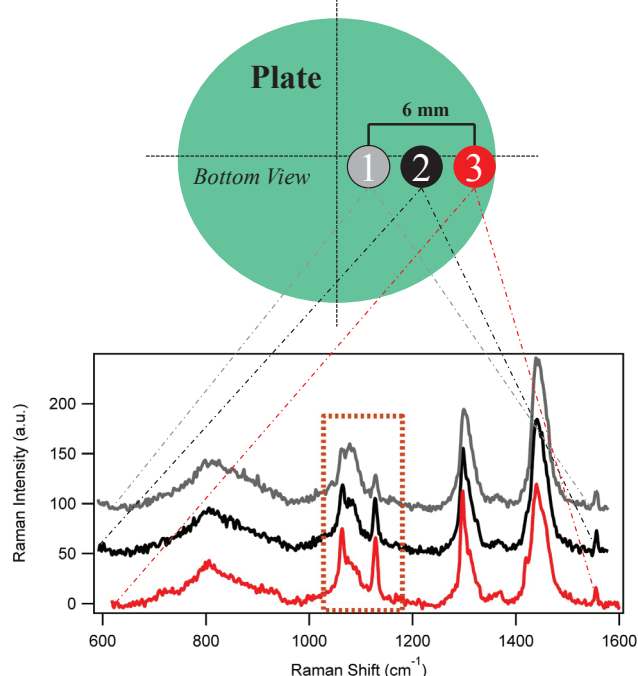 Plate
6 mm
Bottom View
1 2 3
200
150
100
50
0
Raman Intensity (a.u.)
600 800 1000 1200 1400 1600
Raman Shift (cm⁻¹)